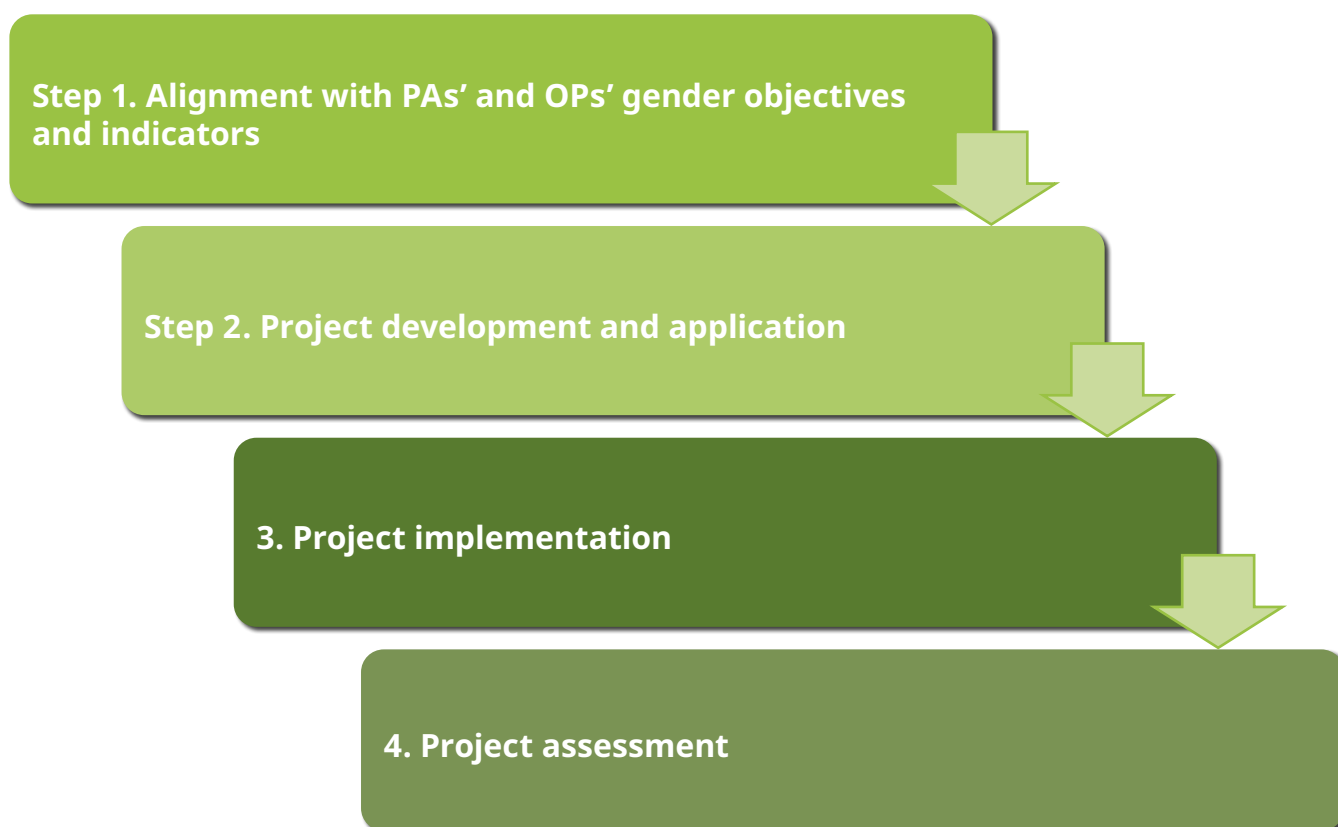 Step 1. Alignment with PAs’ and OPs’ gender objectives
and indicators
Step 2. Project development and application
3. Project implementation
4. Project assessment